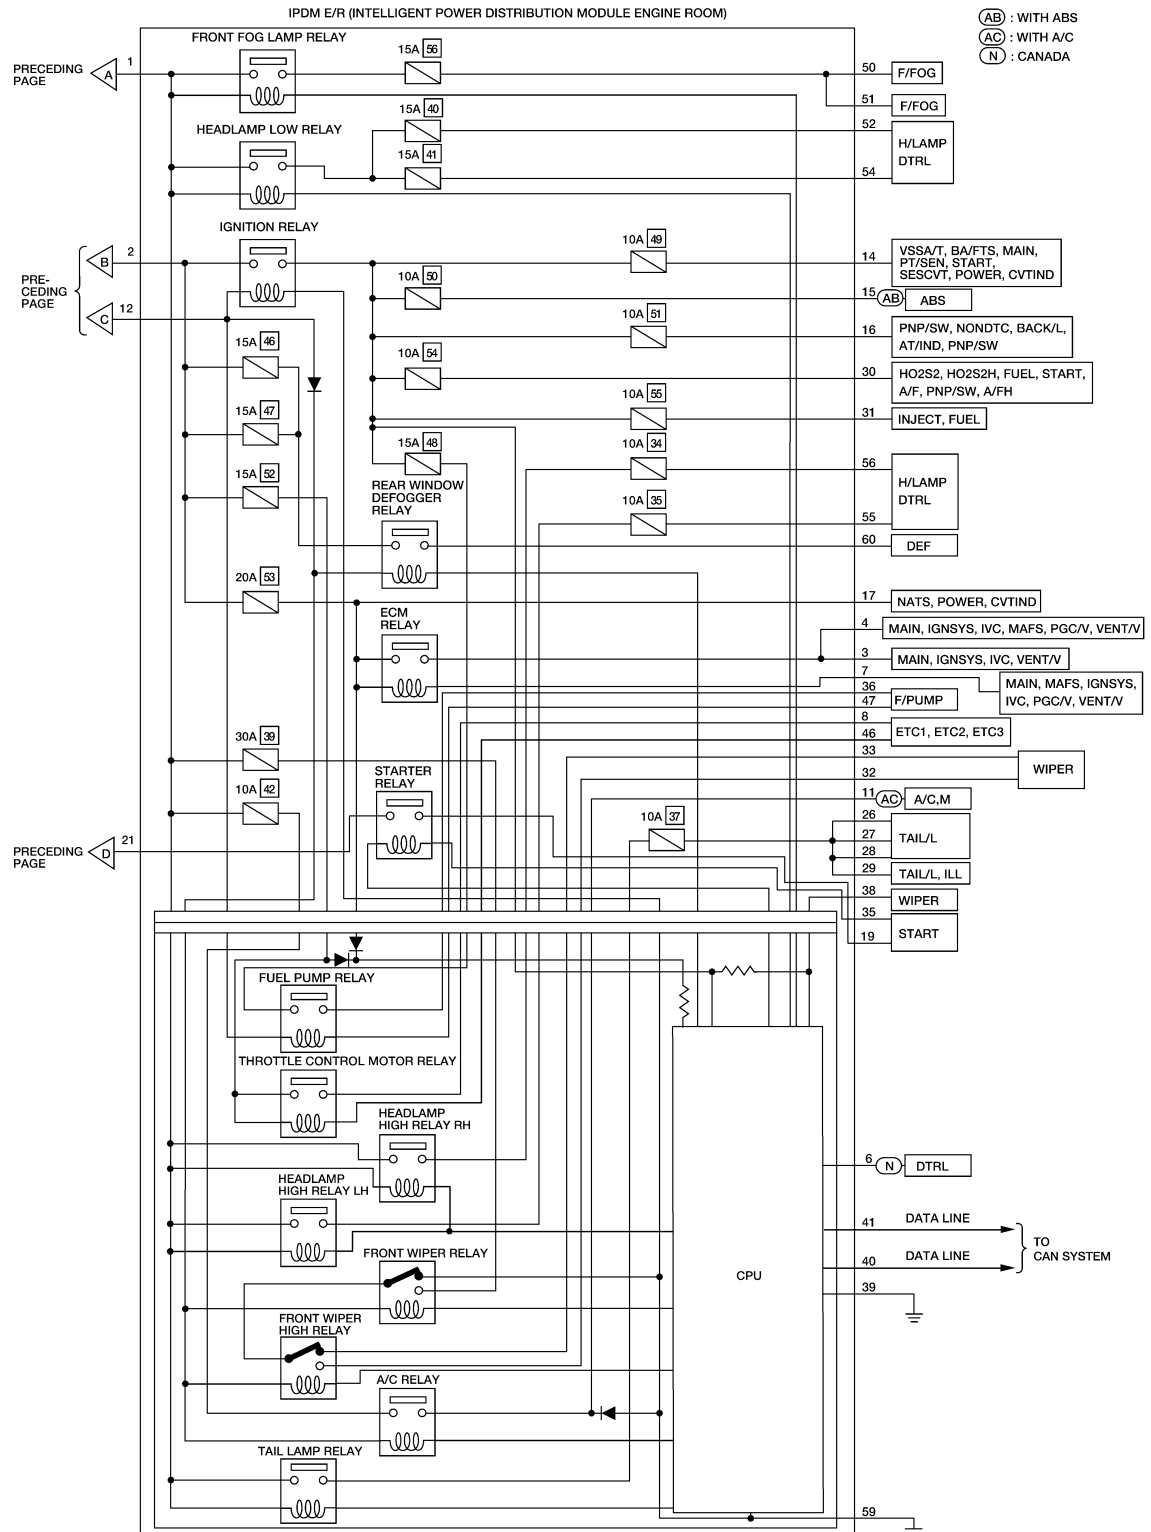 IPDM E/R (INTELLIGENT POWER DISTRIBUTION MODULE ENGINE ROOM)
AB : WITH ABS
AC : WITH A/C
N : CANADA
FRONT FOG LAMP RELAY
PRECEDING
PAGE
A
1
15A 56
50
F/FOG
51
F/FOG
15A 40
52
HEADLAMP LOW RELAY
H/LAMP
DTRL
15A 41
54
IGNITION RELAY
PRE-
CEDING
PAGE
B
2
10A 49
14
VSSA/T, BA/FTS, MAIN,
PT/SEN, START,
SESCVT, POWER, CVTIND
10A 50
15
AB
ABS
C
12
10A 51
16
PNP/SW, NONDTC, BACK/L,
AT/IND, PNP/SW
15A 46
10A 54
30
HO2S2, HO2S2H, FUEL, START,
A/F, PNP/SW, A/FH
15A 47
10A 55
31
INJECT, FUEL
15A 48
10A 34
56
H/LAMP
DTRL
15A 52
REAR WINDOW
DEFOGGER
RELAY
10A 35
55
60
DEF
20A 53
17
NATS, POWER, CVTIND
ECM
RELAY
4
MAIN, IGNSYS, IVC, MAFS, PGC/V, VENT/V
3
MAIN, IGNSYS, IVC, VENT/V
7
MAIN, MAFS, IGNSYS,
IVC, PGC/V, VENT/V
36
47
F/PUMP
8
46
ETC1, ETC2, ETC3
33
32
WIPER
30A 39
STARTER
RELAY
10A 42
11
AC
A/C,M
10A 37
26
27
28
TAIL/L
PRECEDING
PAGE
D
21
29
TAIL/L, ILL
38
WIPER
35
19
START
FUEL PUMP RELAY
THROTTLE CONTROL MOTOR RELAY
HEADLAMP
HIGH RELAY RH
6
N
DTRL
HEADLAMP
HIGH RELAY LH
41
DATA LINE
40
DATA LINE
TO
CAN SYSTEM
FRONT WIPER RELAY
CPU
39
FRONT WIPER
HIGH RELAY
A/C RELAY
TAIL LAMP RELAY
59